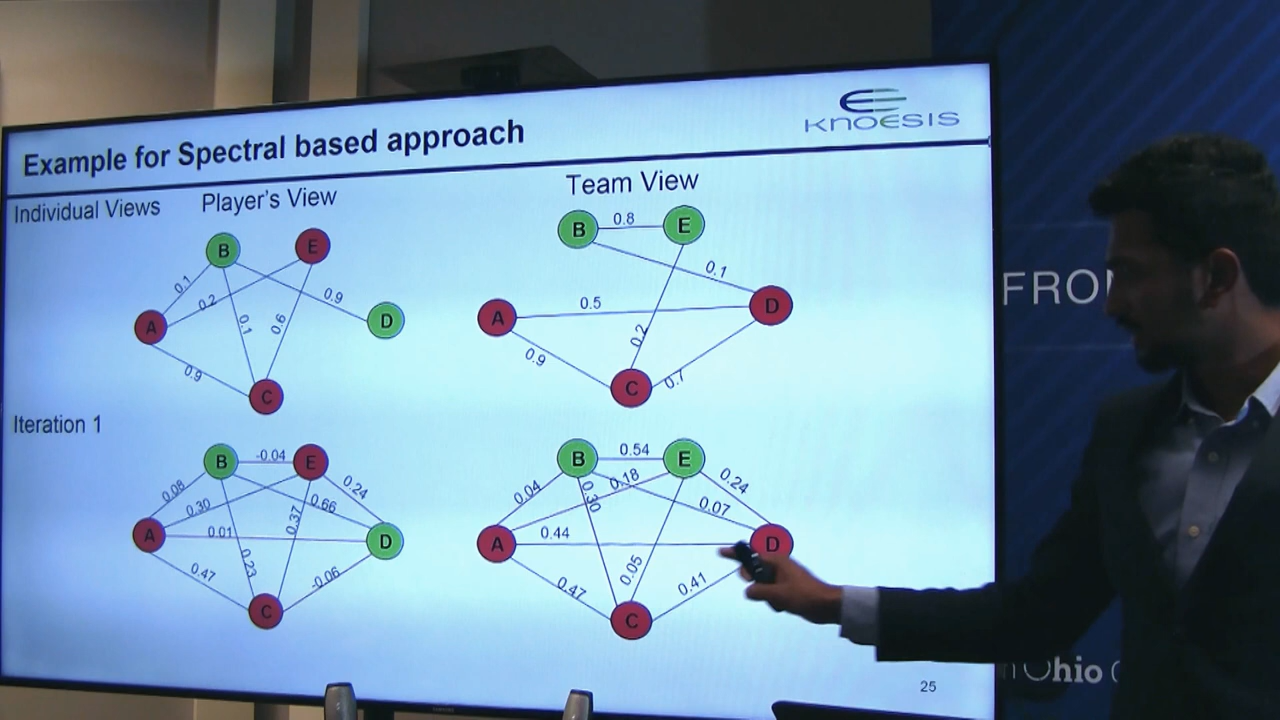 Example for Spectral based approach
KNOESIS
Individual Views
Player's View
Team View
B
E
A
D
C
0.1
0.2
0.9
0.1
0.6
0.9
B
E
A
D
C
0.8
0.1
0.5
0.2
0.9
0.7
Iteration 1
B
E
A
D
C
-0.04
0.08
0.30
0.66
0.24
0.01
0.37
0.23
0.47
-0.06
B
E
A
D
C
0.54
0.04
0.18
0.30
0.24
0.07
0.44
0.05
0.47
0.41
25
FRO
Ohio